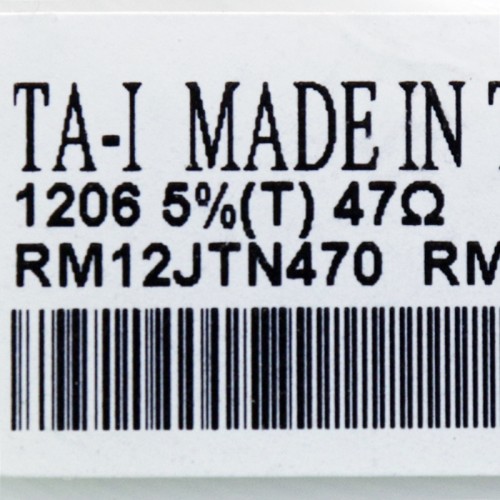 TA-I MADE IN T
1206 5%(T) 47Ω
RM12JTN470 RM